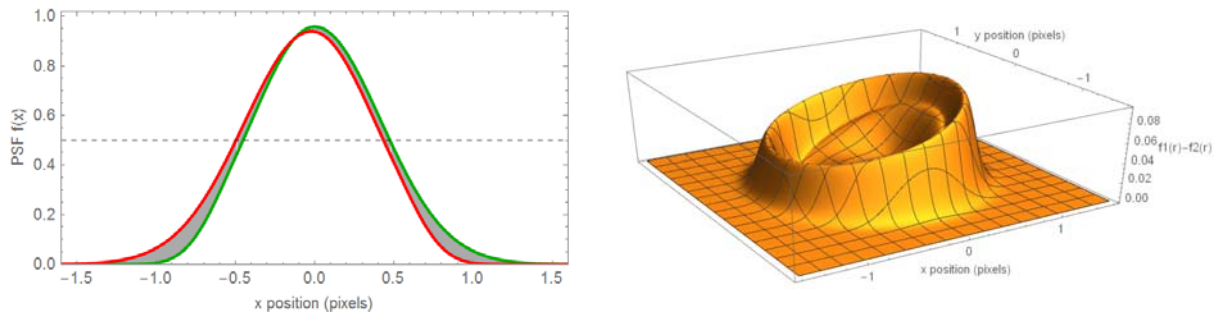 1.0
0.8
0.6
0.4
0.2
0.0
PSF f(x)
−1.5 −1.0 −0.5 0.0 0.5 1.0 1.5
x position (pixels)
1
y position (pixels)
0
−1
0.08
0.06
f1(r)−f2(r)
0.04
0.02
0.00
−1
0
1
x position (pixels)